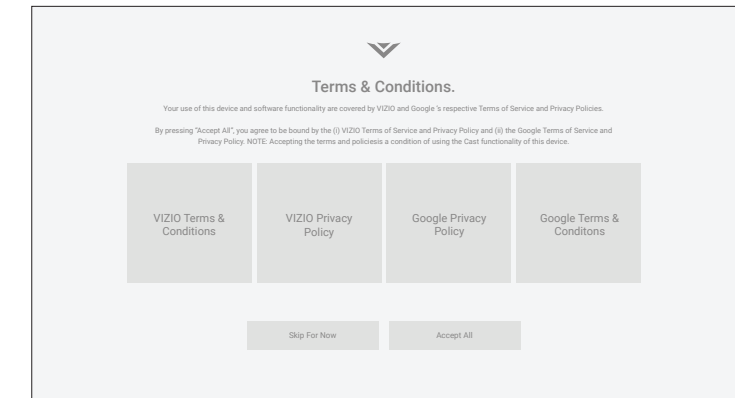 Terms & Conditions.
Your use of this device and software functionality are covered by VIZIO and Google 's respective Terms of Service and Privacy Policies.
By pressing "Accept All", you agree to be bound by the (i) VIZIO Terms of Service and Privacy Policy and (ii) the Google Terms of Service and
Privacy Policy. NOTE: Accepting the terms and policiesis a condition of using the Cast functionality of this device.
VIZIO Terms &
Conditions
VIZIO Privacy
Policy
Google Privacy
Policy
Google Terms &
Conditons
Skip For Now
Accept All